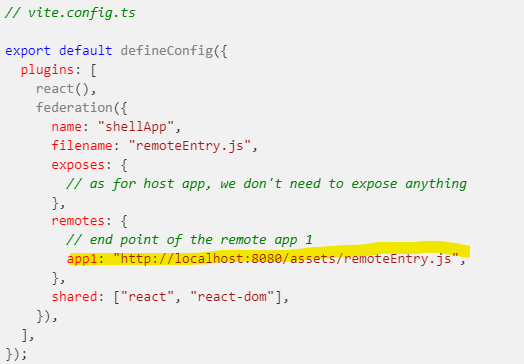 // vite.config.ts
export default defineConfig({
  plugins: [
    react(),
    federation({
      name: "shellApp",
      filename: "remoteEntry.js",
      exposes: {
        // as for host app, we don't need to expose anything
      },
      remotes: {
        // end point of the remote app 1
        app1: "http://localhost:8080/assets/remoteEntry.js",
      },
      shared: ["react", "react-dom"],
    }),
  ],
});